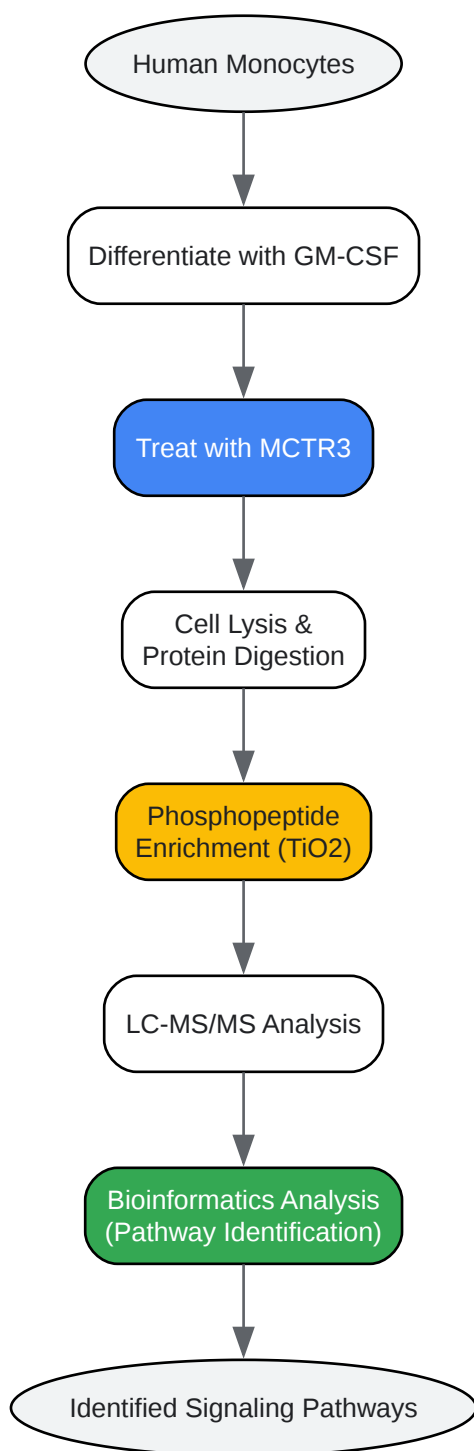 Human Monocytes
Differentiate with GM-CSF
Treat with MCTR3
Cell Lysis &
Protein Digestion
Phosphopeptide
Enrichment (TiO2)
LC-MS/MS Analysis
Bioinformatics Analysis
(Pathway Identification)
Identified Signaling Pathways